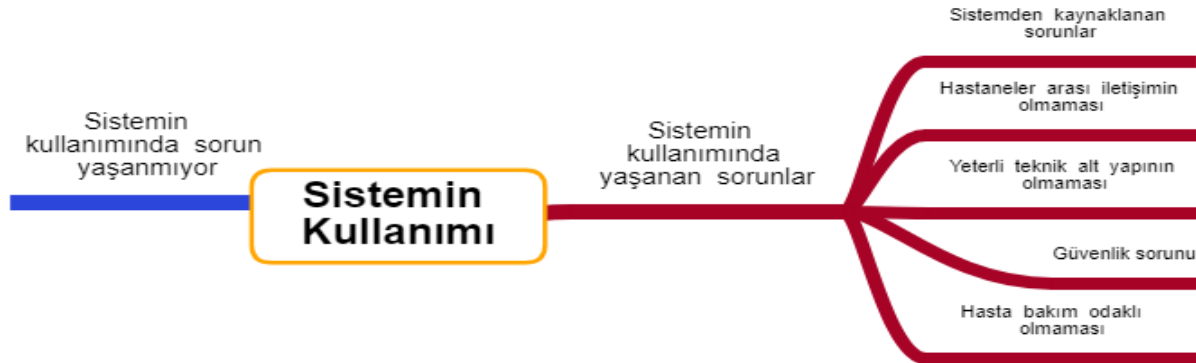 Sistemin
kullanımında sorun
yaşanmıyor
Sistemin
Kullanımı
Sistemin
kullanımında
yaşanan sorunlar
Sistemden kaynaklanan
sorunlar
Hastaneler arası iletişimin
olmaması
Yeterli teknik alt yapının
olmaması
Güvenlik sorunu
Hasta bakım odaklı
olmaması